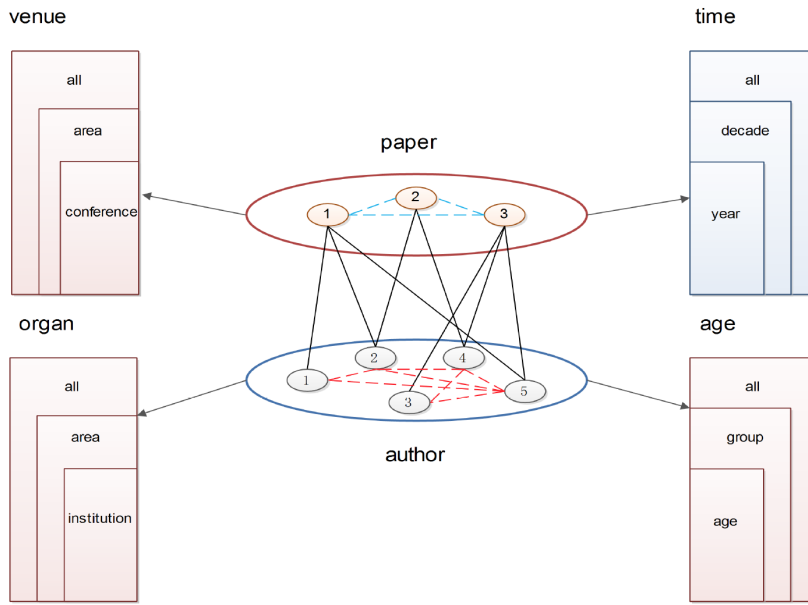 venue
time
all
all
area
decade
paper
conference
year
1
2
3
organ
age
all
all
area
group
1
2
3
4
5
author
institution
age